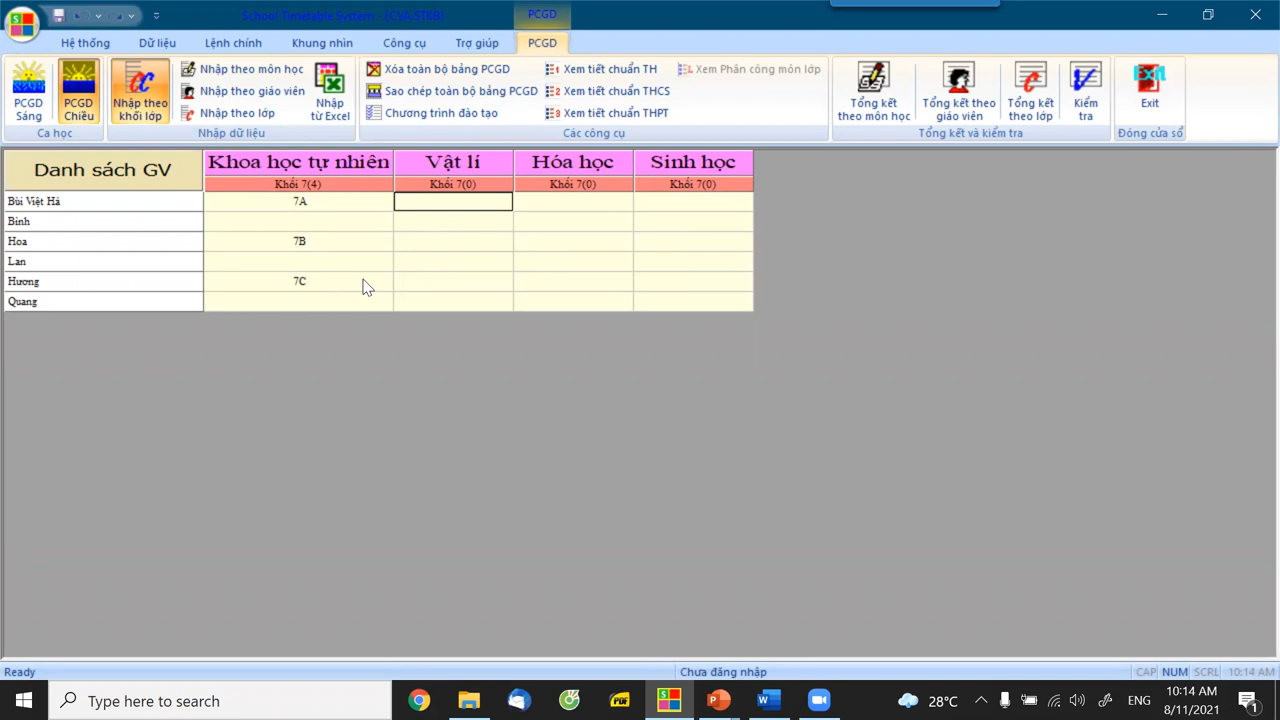 School Timetable System - [CVA.STKB]
PCGD
Hệ thống
Dữ liệu
Lệnh chính
Khung nhìn
Công cụ
Trợ giúp
PCGD
PCGD
Sáng
PCGD
Chiều
Ca học
Nhập theo
khối lớp
Nhập theo môn học
Nhập theo giáo viên
Nhập theo lớp
Nhập
từ Excel
Nhập dữ liệu
Xóa toàn bộ bảng PCGD
Sao chép toàn bộ bảng PCGD
Chương trình đào tạo
Xem tiết chuẩn TH
Xem tiết chuẩn THCS
Xem tiết chuẩn THPT
Xem Phân công môn lớp
Các công cụ
Tổng kết
theo môn học
Tổng kết theo
giáo viên
Tổng kết
theo lớp
Kiểm
tra
Tổng kết và kiểm tra
Exit
Exit
Đóng cửa sổ
Danh sách GV
Khoa học tự nhiên
Vật lí
Hóa học
Sinh học
Khối 7(4)
Khối 7(0)
Khối 7(0)
Khối 7(0)
Bùi Việt Hà
7A
Bình
Hoa
7B
Lan
Hương
7C
Quang
Ready
Chưa đăng nhập
CAP
NUM
SCRL
10:14 AM
Type here to search
PDF
28°C
ENG
10:14 AM
8/11/2021
1